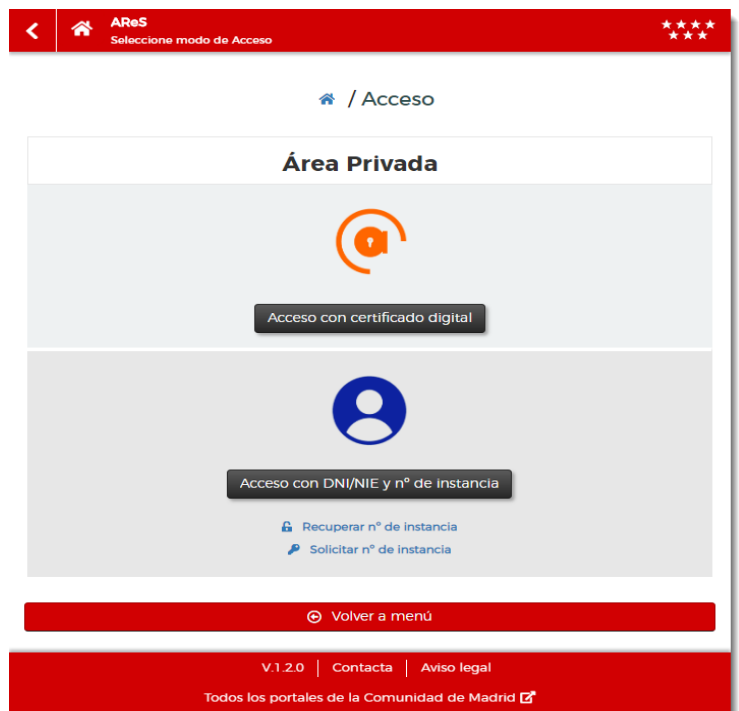 AReS
Seleccione modo de Acceso
/ Acceso
Área Privada
Acceso con certificado digital
Acceso con DNI/NIE y nº de instancia
Recuperar nº de instancia
Solicitar nº de instancia
Volver a menú
V.1.2.0 | Contacta | Aviso legal
Todos los portales de la Comunidad de Madrid